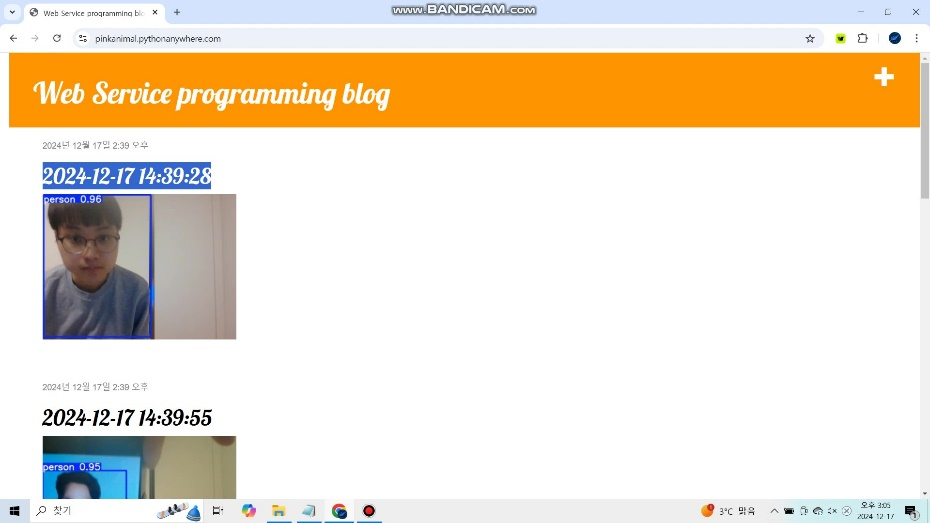 www.BANDICAM.com
Web Service programming blo
pinkanimal.pythonanywhere.com
Web Service programming blog
2024년 12월 17일 2:39 오후
2024-12-17 14:39:28
person 0.96
2024년 12월 17일 2:39 오후
2024-12-17 14:39:55
person 0.95
찾기
3°C 맑음
오후 3:05
2024-12-17